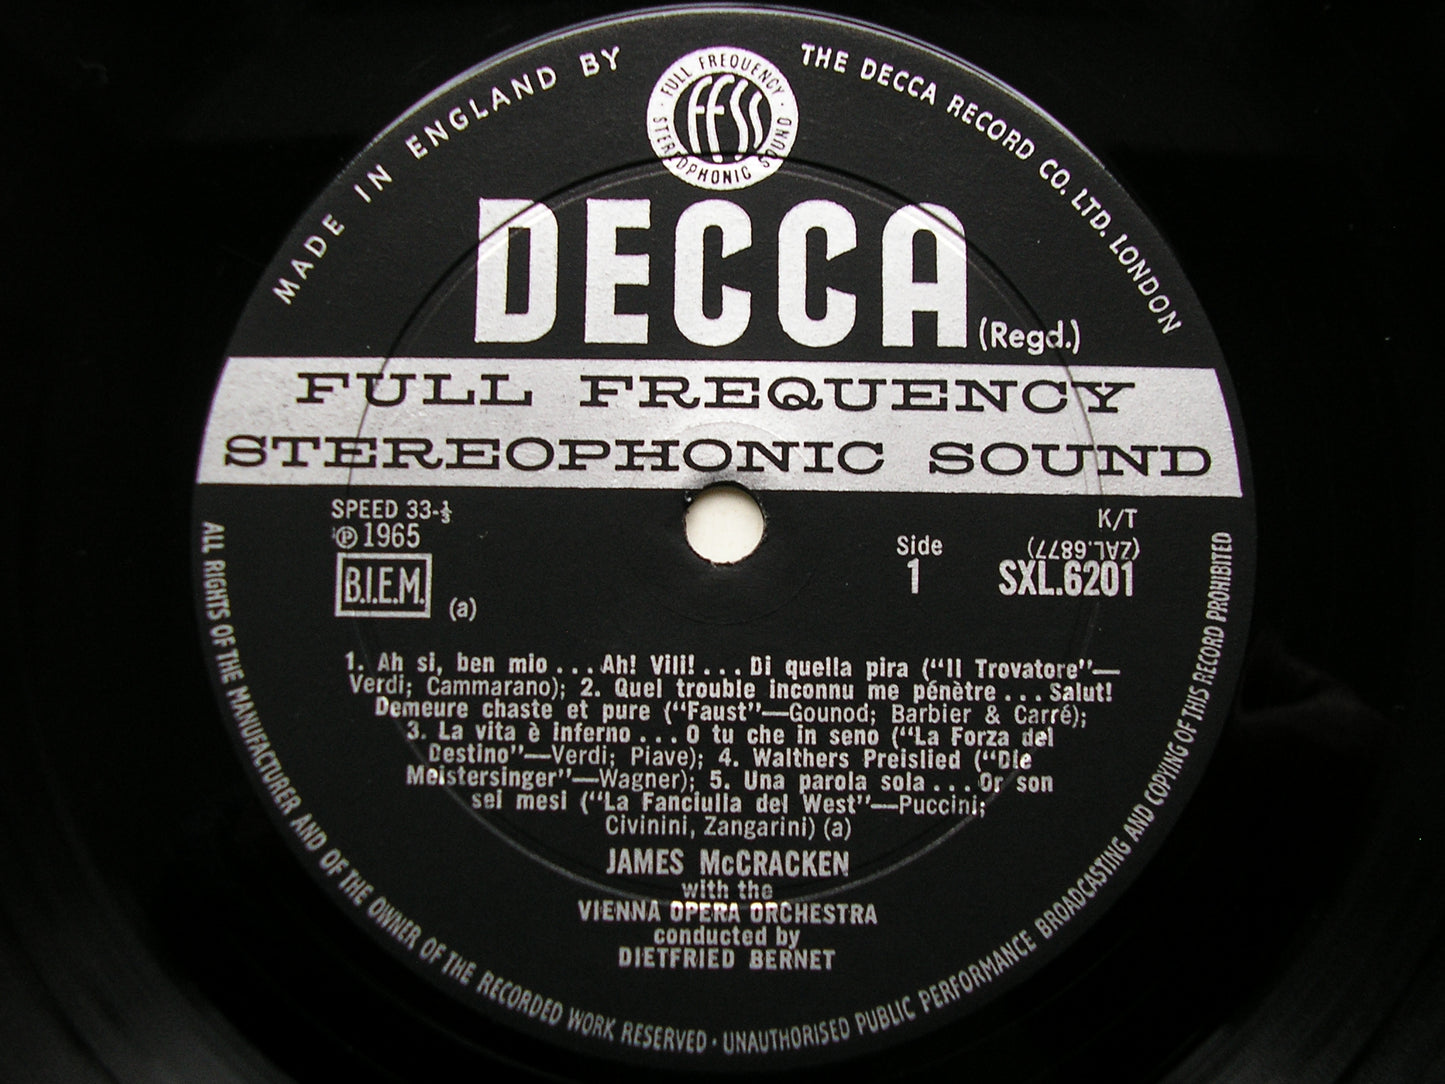 MADE IN ENGLAND BY
THE DECCA RECORD CO. LTD. LONDON
FULL FREQUENCY
FFSS
STEREOPHONIC SOUND
DECCA
(Regd.)
FULL FREQUENCY
STEREOPHONIC SOUND
SPEED 33-⅓
℗ 1965
B.I.E.M.
(a)
K/T
(ZAL.6877)
Side
1
SXL.6201
1. Ah si, ben mio . . . Ah! Vili! . . . Di quella pira (“Il Trovatore”—
Verdi; Cammarano); 2. Quel trouble inconnu me pénètre . . . Salut!
Demeure chaste et pure (“Faust”—Gounod; Barbier & Carré);
3. La vita è inferno . . . O tu che in seno (“La Forza del
Destino”—Verdi; Piave); 4. Walthers Preislied (“Die
Meistersinger”—Wagner); 5. Una parola sola . . . Or son
sei mesi (“La Fanciulla del West”—Puccini;
Civinini, Zangarini) (a)
JAMES McCRACKEN
with the
VIENNA OPERA ORCHESTRA
conducted by
DIETFRIED BERNET
ALL RIGHTS OF THE MANUFACTURER AND OF THE OWNER OF THE RECORDED WORK RESERVED · UNAUTHORISED PUBLIC PERFORMANCE BROADCASTING AND COPYING OF THIS RECORD PROHIBITED